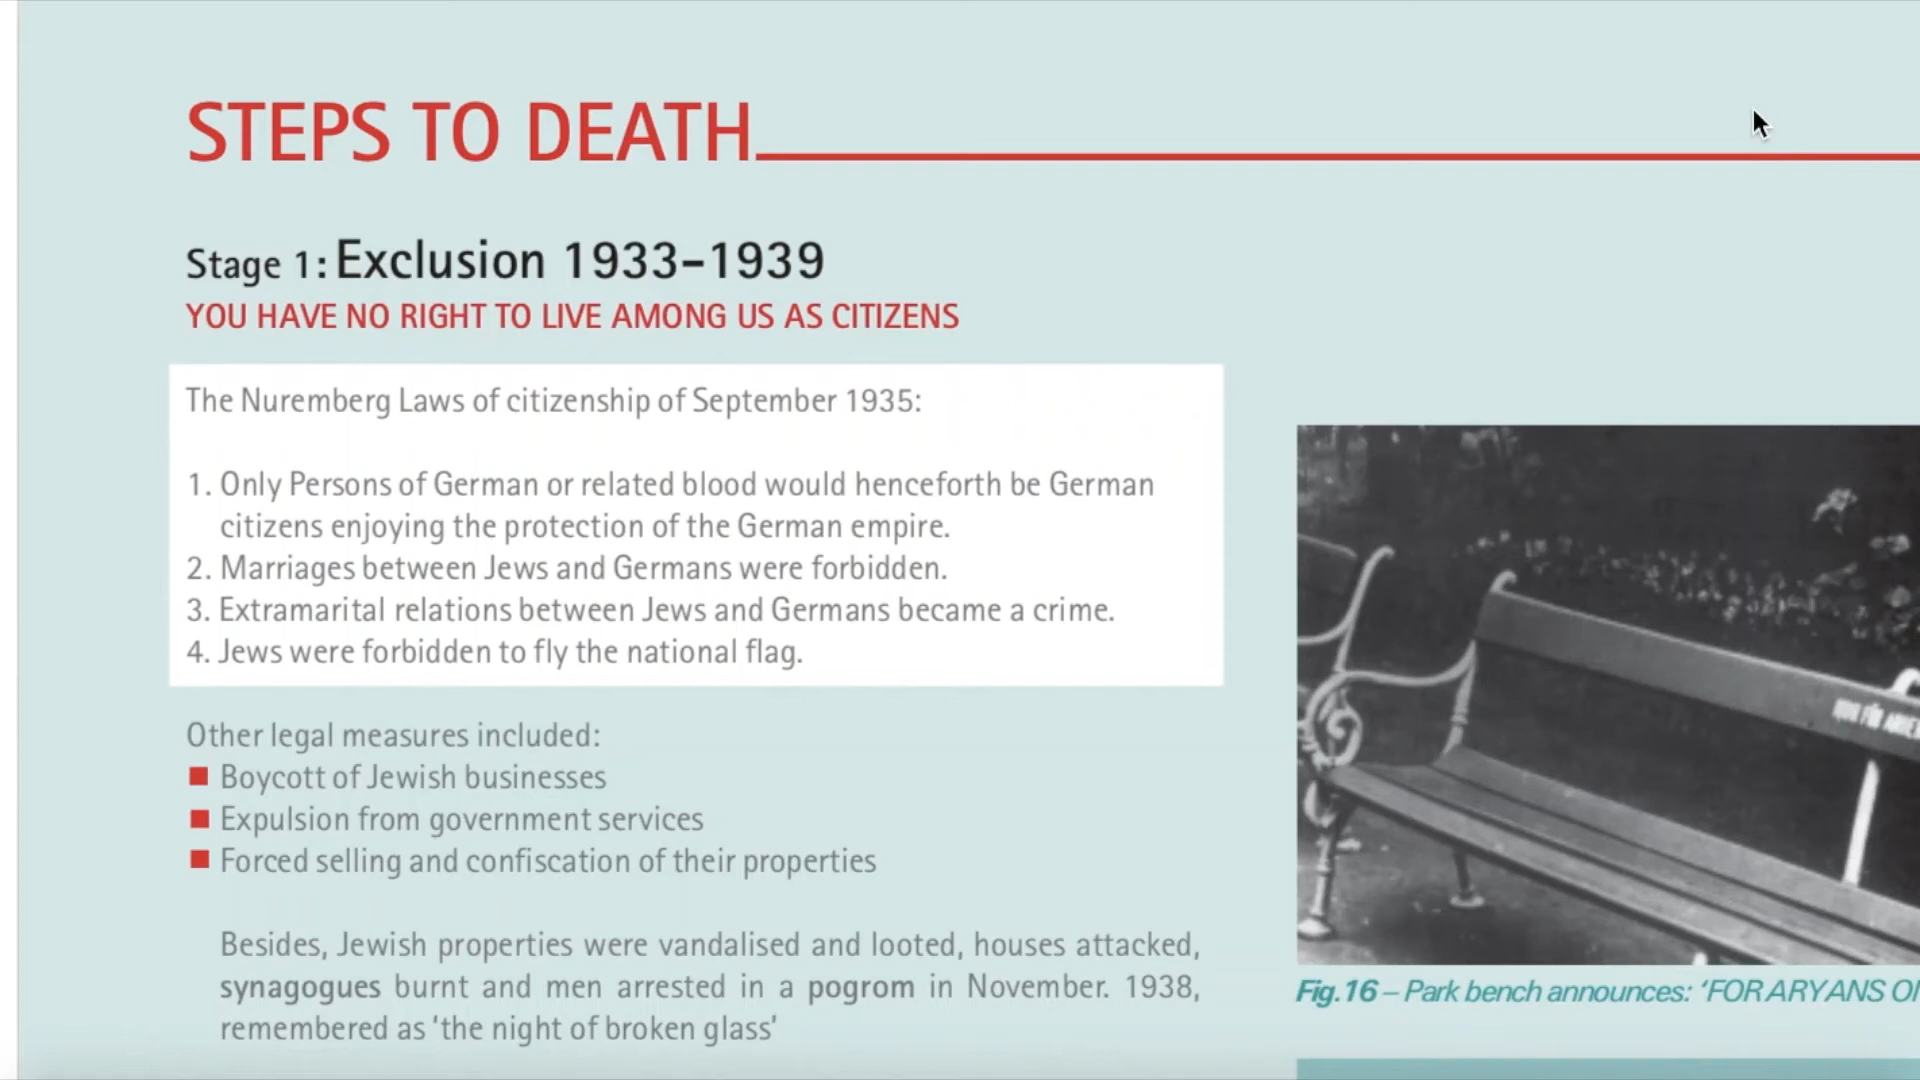 STEPS TO DEATH
Stage 1: Exclusion 1933–1939
YOU HAVE NO RIGHT TO LIVE AMONG US AS CITIZENS
The Nuremberg Laws of citizenship of September 1935:
1. Only Persons of German or related blood would henceforth be German
citizens enjoying the protection of the German empire.
2. Marriages between Jews and Germans were forbidden.
3. Extramarital relations between Jews and Germans became a crime.
4. Jews were forbidden to fly the national flag.
Other legal measures included:
Boycott of Jewish businesses
Expulsion from government services
Forced selling and confiscation of their properties
Besides, Jewish properties were vandalised and looted, houses attacked,
synagogues burnt and men arrested in a pogrom in November. 1938,
remembered as 'the night of broken glass'
Fig.16 – Park bench announces: 'FOR ARYANS